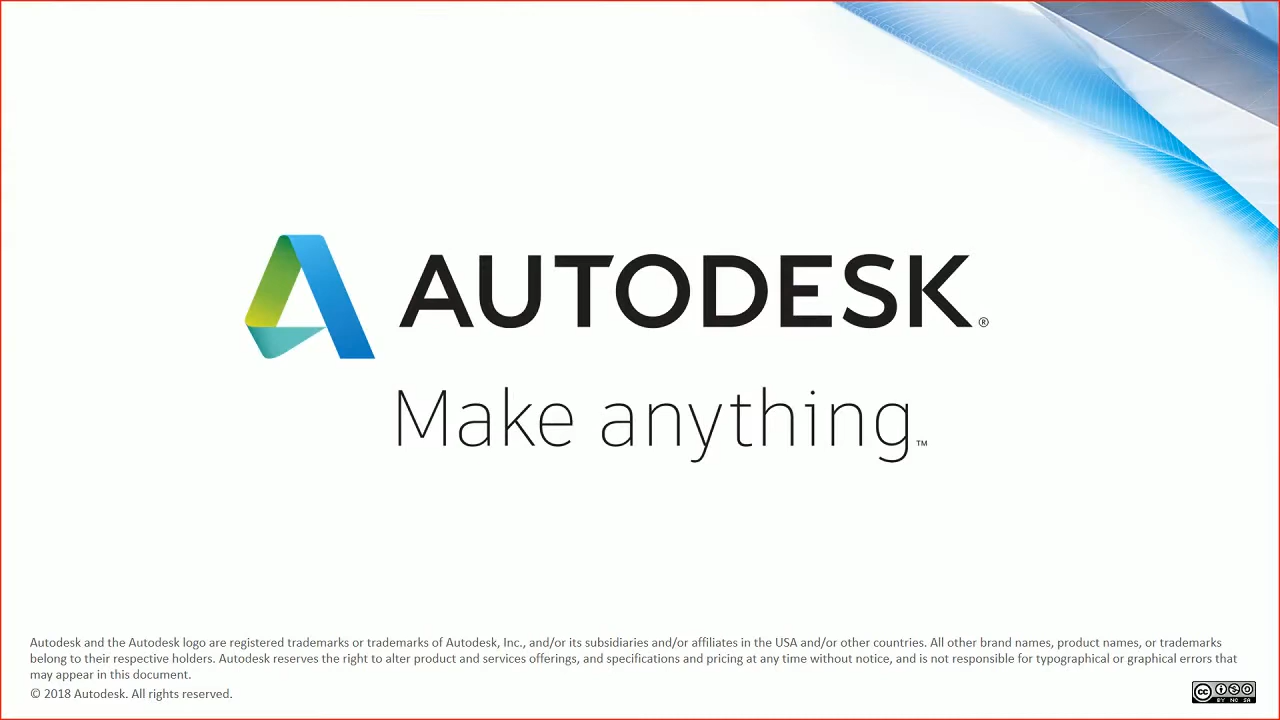 AUTODESK®
Make anything™
Autodesk and the Autodesk logo are registered trademarks or trademarks of Autodesk, Inc., and/or its subsidiaries and/or affiliates in the USA and/or other countries. All other brand names, product names, or trademarks
belong to their respective holders. Autodesk reserves the right to alter product and services offerings, and specifications and pricing at any time without notice, and is not responsible for typographical or graphical errors that
may appear in this document.
© 2018 Autodesk. All rights reserved.
cc
BY NC SA